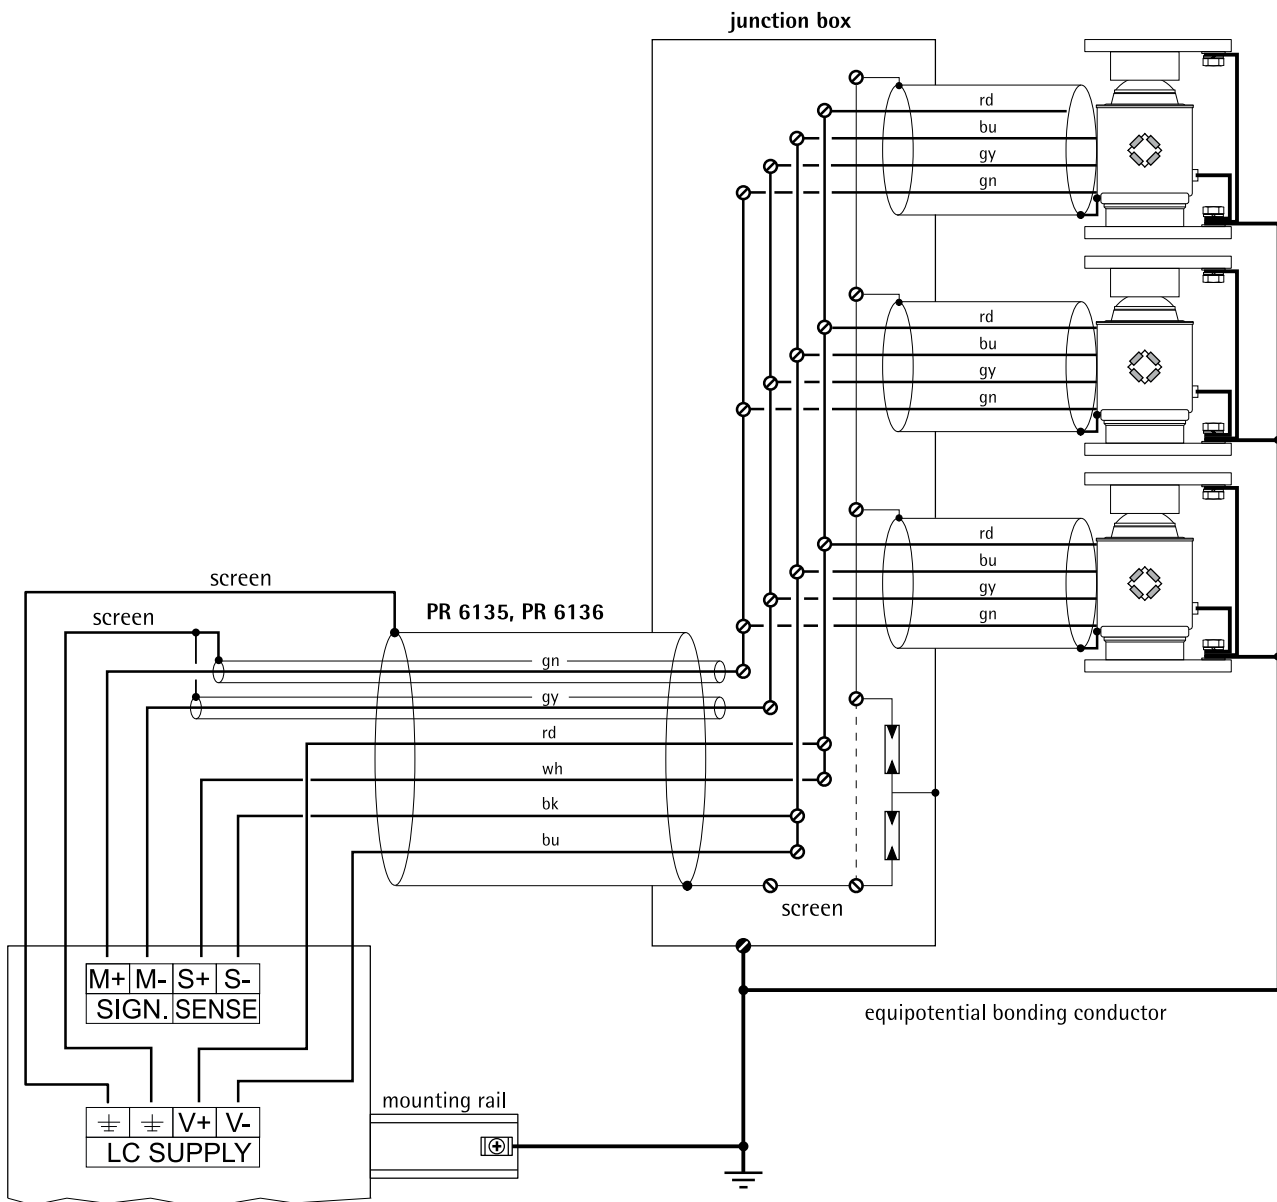 junction box
rd
bu
gy
gn
rd
bu
gy
gn
rd
bu
gy
gn
screen
PR 6135, PR 6136
screen
gn
gy
rd
wh
bk
bu
screen
M+ M- S+ S-
SIGN. SENSE
equipotential bonding conductor
mounting rail
V+ V-
LC SUPPLY